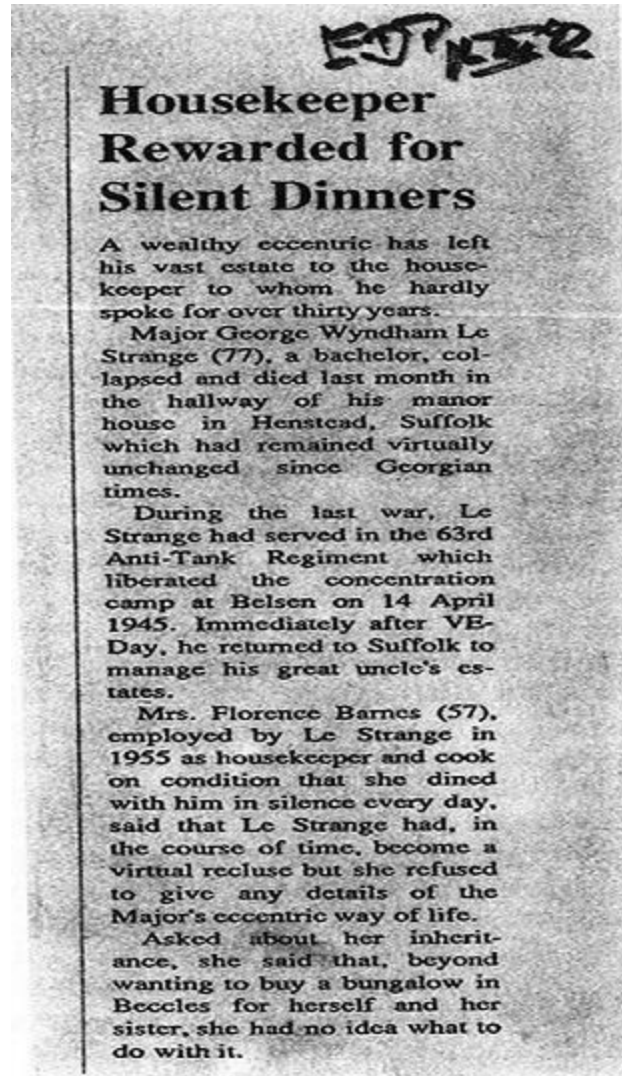 EDP
Housekeeper
Rewarded for
Silent Dinners
A wealthy eccentric has left
his vast estate to the house-
keeper to whom he hardly
spoke for over thirty years.
Major George Wyndham Le
Strange (77), a bachelor, col-
lapsed and died last month in
the hallway of his manor
house in Henstead, Suffolk
which had remained virtually
unchanged since Georgian
times.
During the last war, Le
Strange had served in the 63rd
Anti-Tank Regiment which
liberated the concentration
camp at Belsen on 14 April
1945. Immediately after VE-
Day, he returned to Suffolk to
manage his great uncle's es-
tates.
Mrs. Florence Barnes (57),
employed by Le Strange in
1955 as housekeeper and cook
on condition that she dined
with him in silence every day,
said that Le Strange had, in
the course of time, become a
virtual recluse but she refused
to give any details of the
Major's eccentric way of life.
Asked about her inherit-
ance, she said that, beyond
wanting to buy a bungalow in
Beccles for herself and her
sister, she had no idea what to
do with it.